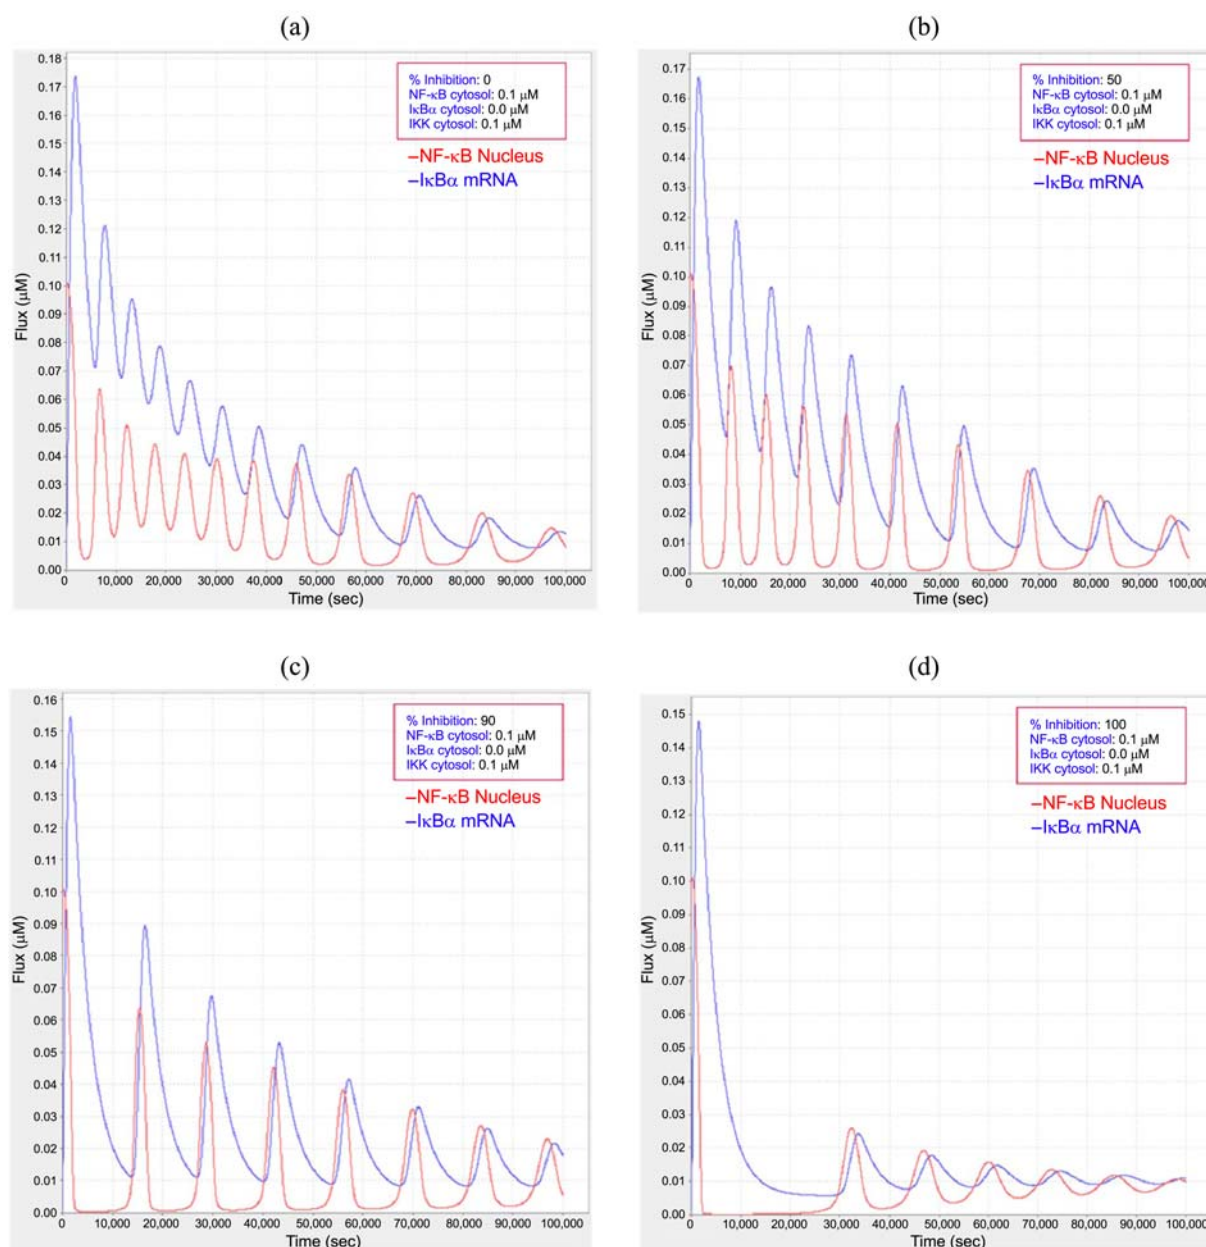 (a)
0.18
0.17
0.16
0.15
0.14
0.13
0.12
0.11
0.10
0.09
0.08
0.07
0.06
0.05
0.04
0.03
0.02
0.01
0.00
Flux (μM)
% Inhibition: 0
NF-κB cytosol: 0.1 μM
IκBα cytosol: 0.0 μM
IKK cytosol: 0.1 μM
–NF-κB Nucleus
–IκBα mRNA
0 10,000 20,000 30,000 40,000 50,000 60,000 70,000 80,000 90,000 100,000
Time (sec)
(b)
0.17
0.16
0.15
0.14
0.13
0.12
0.11
0.10
0.09
0.08
0.07
0.06
0.05
0.04
0.03
0.02
0.01
0.00
Flux (μM)
% Inhibition: 50
NF-κB cytosol: 0.1 μM
IκBα cytosol: 0.0 μM
IKK cytosol: 0.1 μM
–NF-κB Nucleus
–IκBα mRNA
0 10,000 20,000 30,000 40,000 50,000 60,000 70,000 80,000 90,000 100,000
Time (sec)
(c)
0.16
0.15
0.14
0.13
0.12
0.11
0.10
0.09
0.08
0.07
0.06
0.05
0.04
0.03
0.02
0.01
0.00
Flux (μM)
% Inhibition: 90
NF-κB cytosol: 0.1 μM
IκBα cytosol: 0.0 μM
IKK cytosol: 0.1 μM
–NF-κB Nucleus
–IκBα mRNA
0 10,000 20,000 30,000 40,000 50,000 60,000 70,000 80,000 90,000 100,000
Time (sec)
(d)
0.15
0.14
0.13
0.12
0.11
0.10
0.09
0.08
0.07
0.06
0.05
0.04
0.03
0.02
0.01
0.00
Flux (μM)
% Inhibition: 100
NF-κB cytosol: 0.1 μM
IκBα cytosol: 0.0 μM
IKK cytosol: 0.1 μM
–NF-κB Nucleus
–IκBα mRNA
0 10,000 20,000 30,000 40,000 50,000 60,000 70,000 80,000 90,000 100,000
Time (sec)